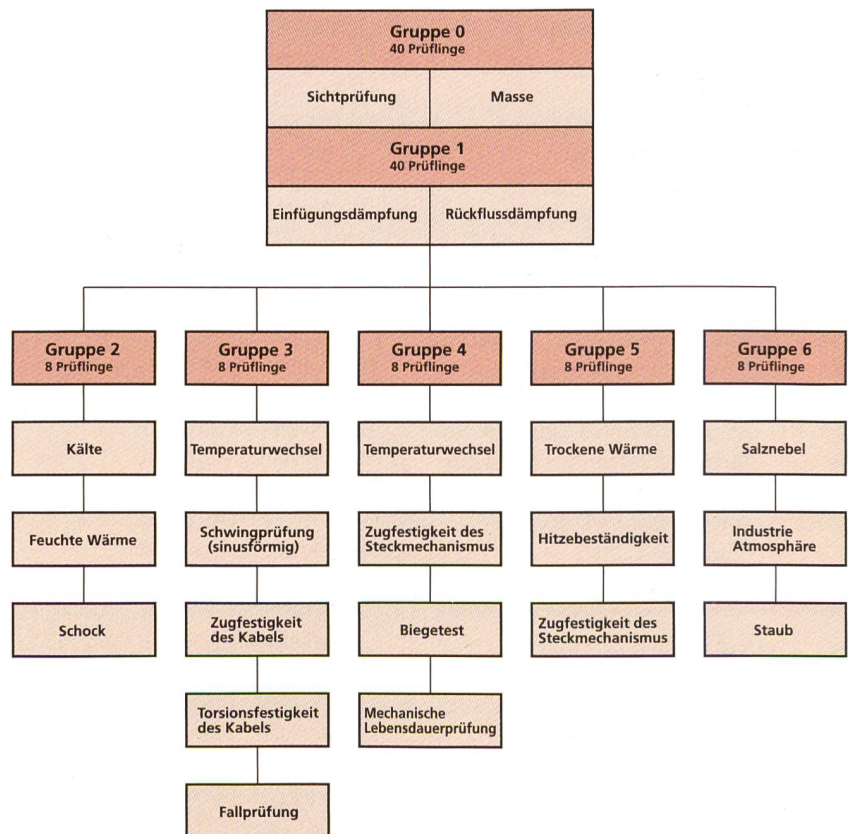 Gruppe 0
40 Prüflinge
Sichtprüfung
Masse
Gruppe 1
40 Prüflinge
Einfügungsdämpfung
Rückflussdämpfung
Gruppe 2
8 Prüflinge
Kälte
Feuchte Wärme
Schock
Gruppe 3
8 Prüflinge
Temperaturwechsel
Schwingprüfung
(sinusförmig)
Zugfestigkeit
des Kabels
Torsionsfestigkeit
des Kabels
Fallprüfung
Gruppe 4
8 Prüflinge
Temperaturwechsel
Zugfestigkeit des
Steckmechanismus
Biegetest
Mechanische
Lebensdauerprüfung
Gruppe 5
8 Prüflinge
Trockene Wärme
Hitzebeständigkeit
Zugfestigkeit des
Steckmechanismus
Gruppe 6
8 Prüflinge
Salznebel
Industrie
Atmosphäre
Staub